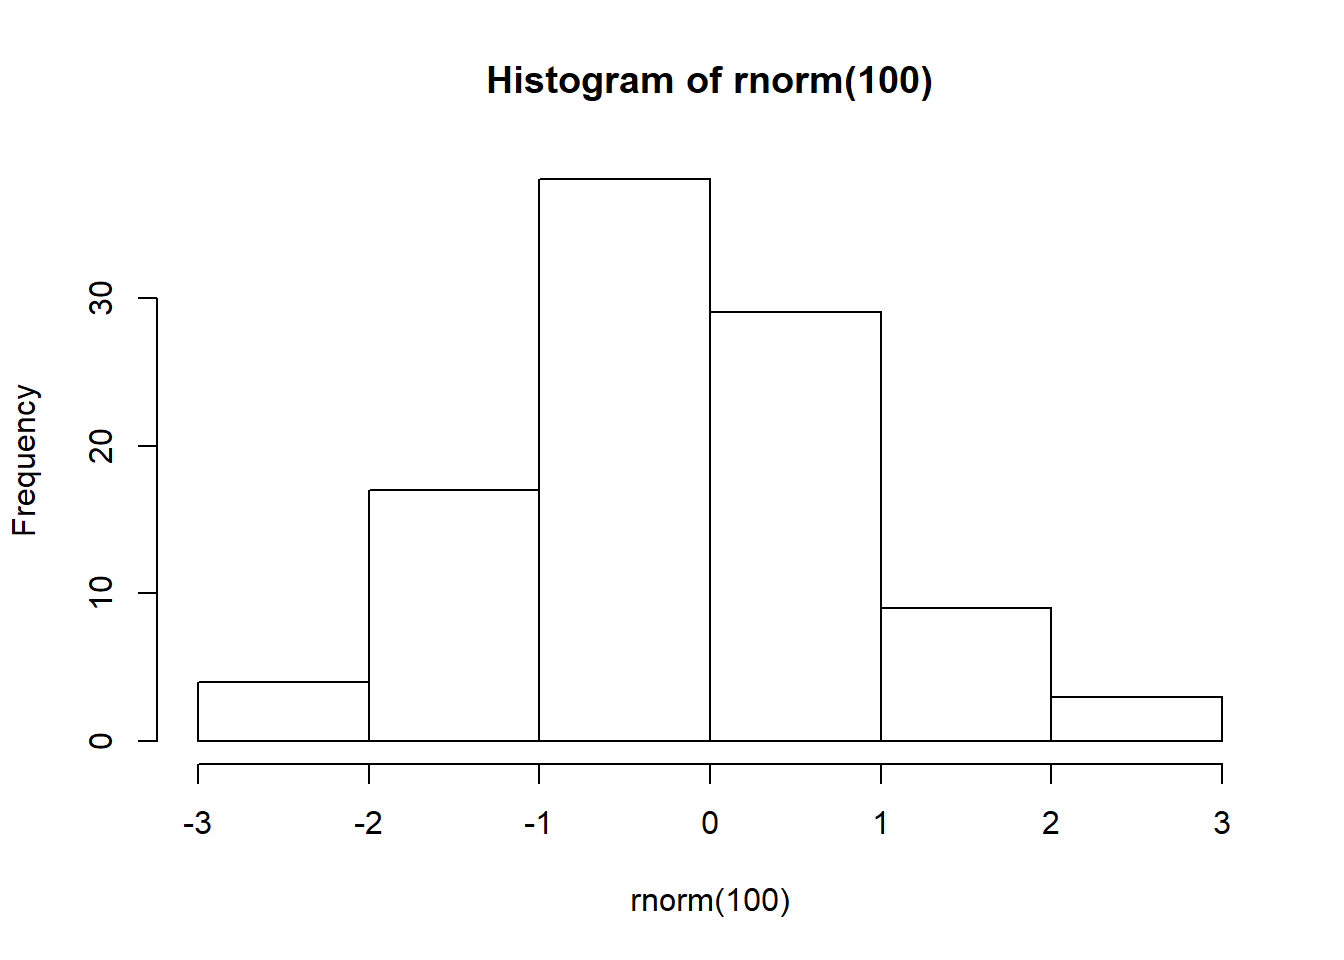 Histogram of rnorm(100)
Frequency
30
20
10
0
-3 -2 -1 0 1 2 3
rnorm(100)